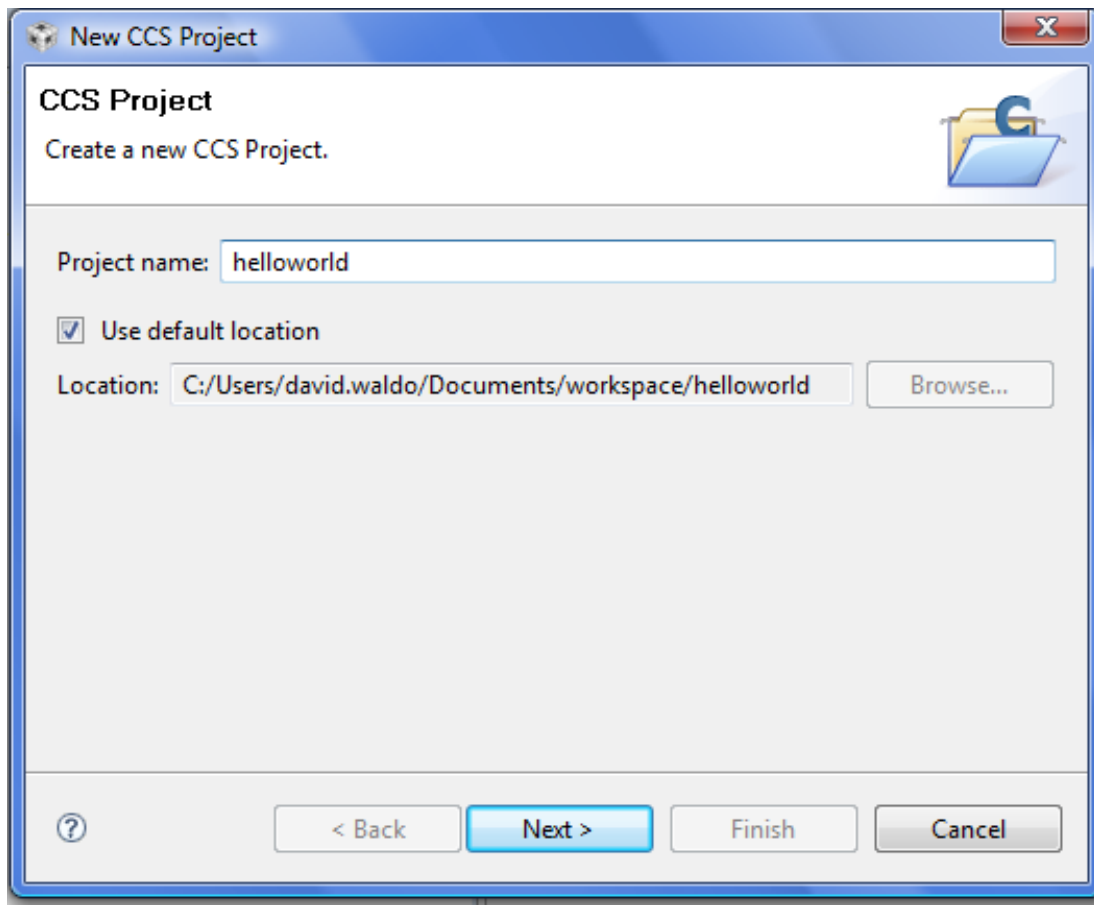 New CCS Project
CCS Project
Create a new CCS Project.
Project name: helloworld
Use default location
Location: C:/Users/david.waldo/Documents/workspace/helloworld Browse...
? < Back Next > Finish Cancel